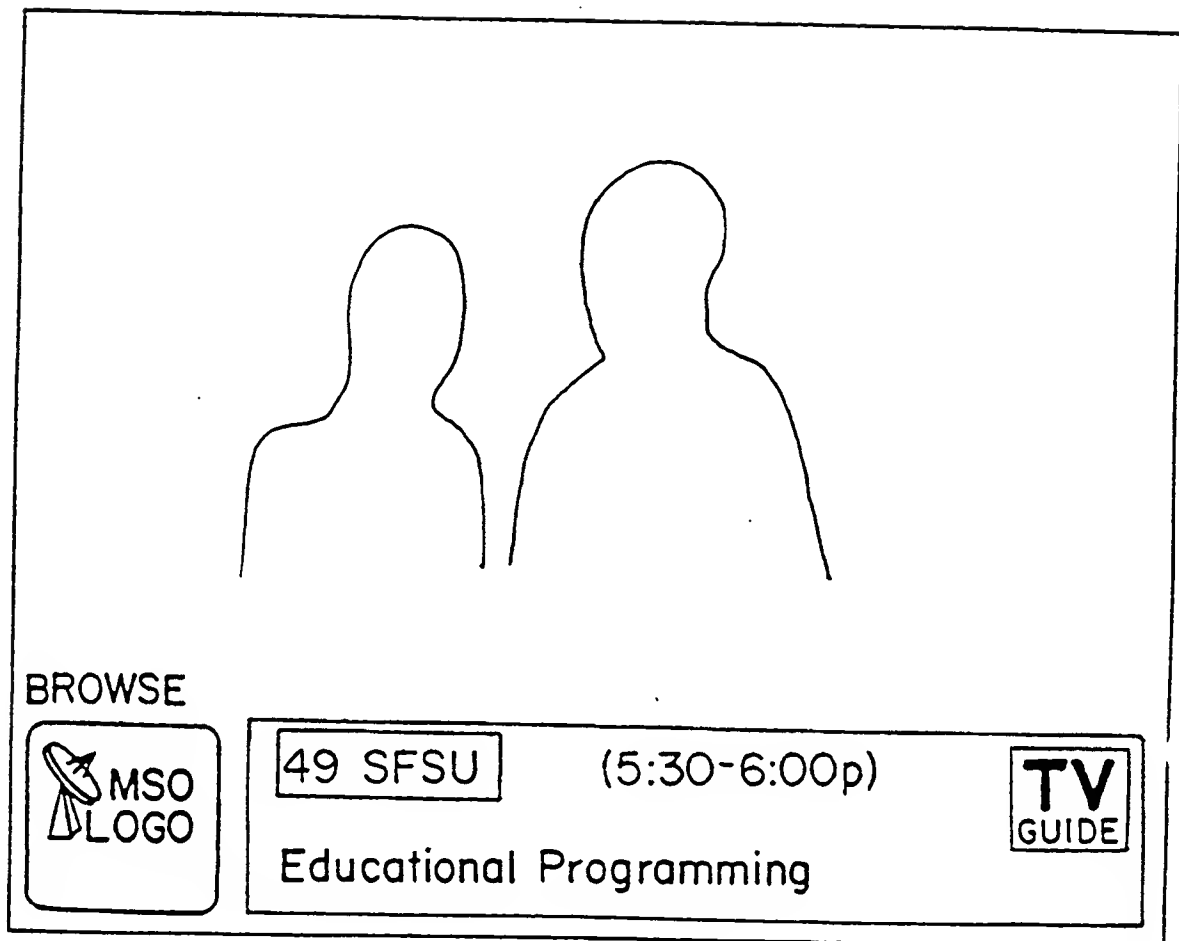 BROWSE
MSO
LOGO
49 SFSU (5:30-6:00p)
Educational Programming
TV
GUIDE